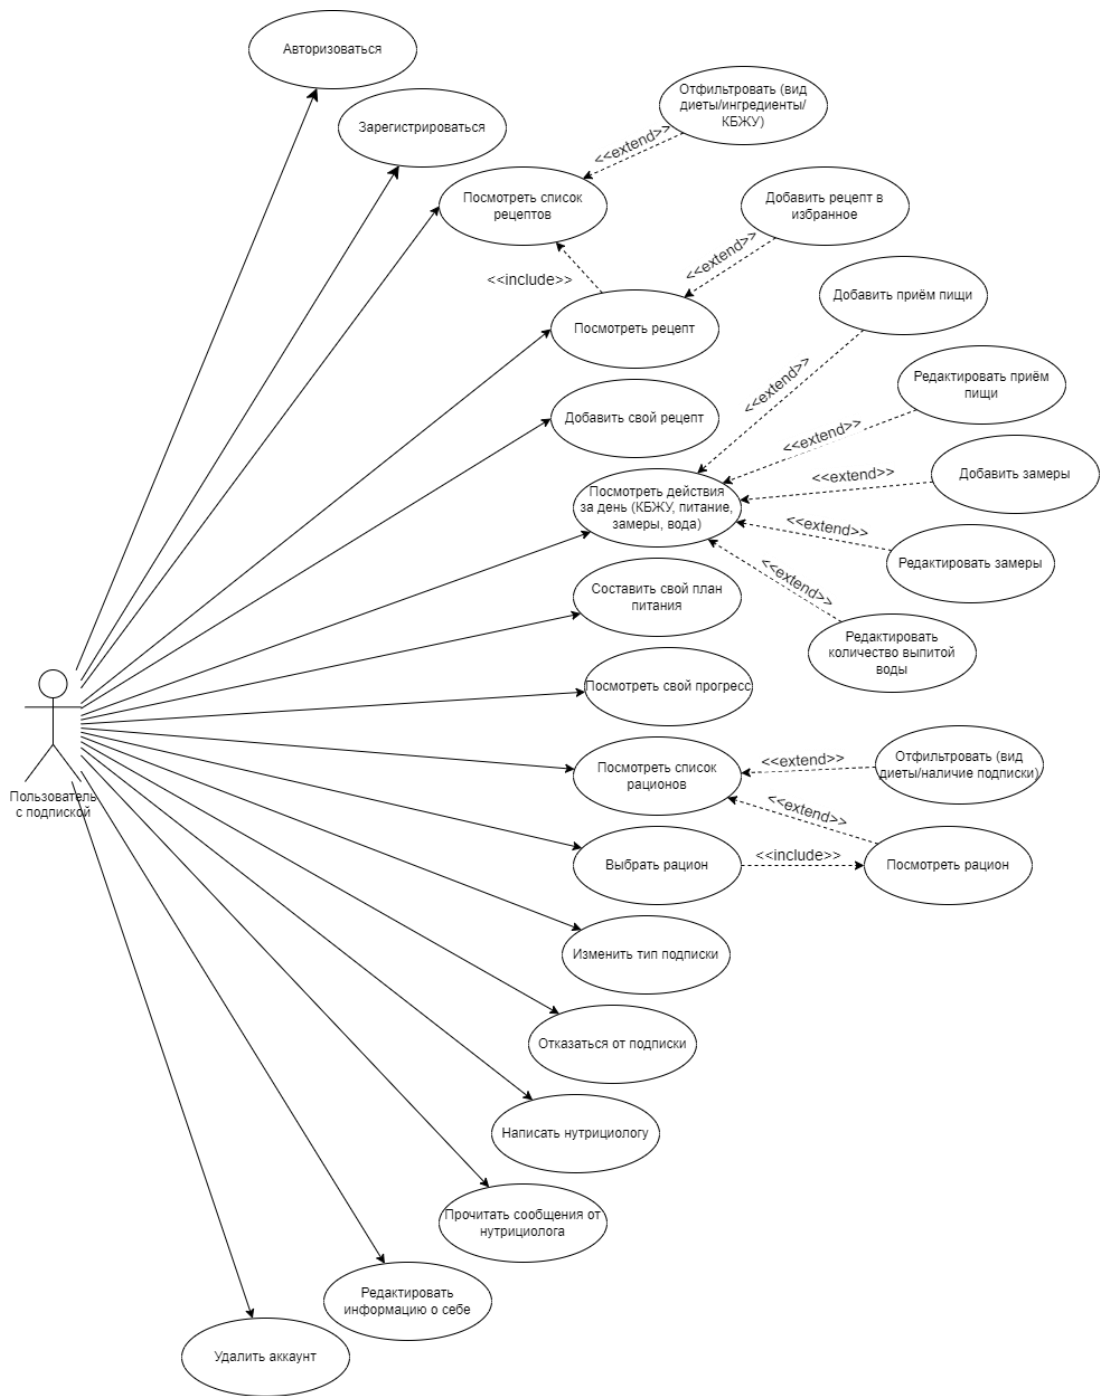 Авторизоваться
Зарегистрироваться
Отфильтровать (вид
диеты/ингредиенты/
КБЖУ)
<<extend>>
Посмотреть список
рецептов
Добавить рецепт в
избранное
<<extend>>
<<include>>
Посмотреть рецепт
Добавить приём пищи
<<extend>>
Редактировать приём
пищи
<<extend>>
Добавить свой рецепт
Добавить замеры
<<extend>>
Посмотреть действия
за день (КБЖУ, питание,
замеры, вода)
<<extend>>
Редактировать замеры
<<extend>>
Составить свой план
питания
Редактировать
количество выпитой
воды
Посмотреть свой прогресс
Пользователь
с подпиской
Посмотреть список
рационов
<<extend>>
Отфильтровать (вид
диеты/наличие подписки)
<<extend>>
Выбрать рацион
<<include>>
Посмотреть рацион
Изменить тип подписки
Отказаться от подписки
Написать нутрициологу
Прочитать сообщения от
нутрициолога
Редактировать
информацию о себе
Удалить аккаунт